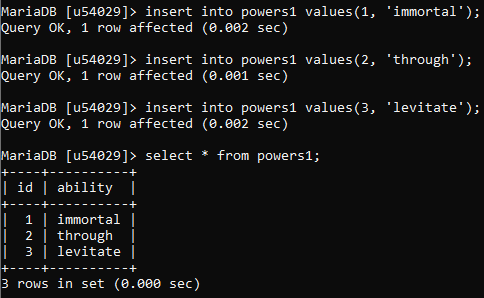 MariaDB [u54029]> insert into powers1 values(1, 'immortal');
Query OK, 1 row affected (0.002 sec)
MariaDB [u54029]> insert into powers1 values(2, 'through');
Query OK, 1 row affected (0.001 sec)
MariaDB [u54029]> insert into powers1 values(3, 'levitate');
Query OK, 1 row affected (0.002 sec)
MariaDB [u54029]> select * from powers1;
+----+----------+
| id | ability  |
+----+----------+
|  1 | immortal |
|  2 | through  |
|  3 | levitate |
+----+----------+
3 rows in set (0.000 sec)